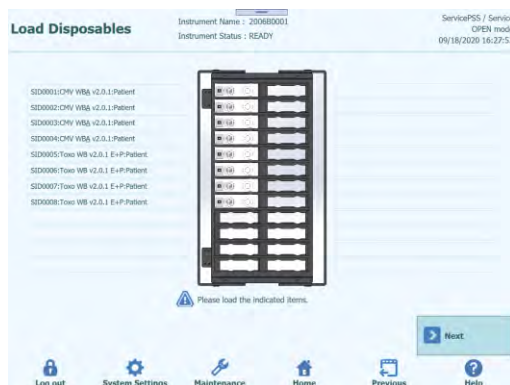 Load Disposables
Instrument Name : 200680001
Instrument Status : READY
ServicePSS / Servic
OPEN mod
09/18/2020 16:27:5
SID0001:CMV WBA v2.0.1:Patient
SID0002:CMV WBA v2.0.1:Patient
SID0003:CMV WBA v2.0.1:Patient
SID0004:CMV WBA v2.0.1:Patient
SID0005:Toxo WB v2.0.1 E+P:Patient
SID0006:Toxo WB v2.0.1 E+P:Patient
SID0007:Toxo WB v2.0.1 E+P:Patient
SID0008:Toxo WB v2.0.1 E+P:Patient
Please load the indicated items.
Next
Log out
System Settings
Maintenance
Home
Previous
Help